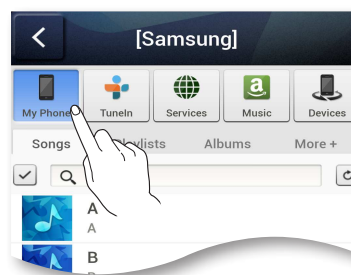 [Samsung]
My Phone TuneIn Services Music Devices
Songs Playlists Albums More +
A
A
B